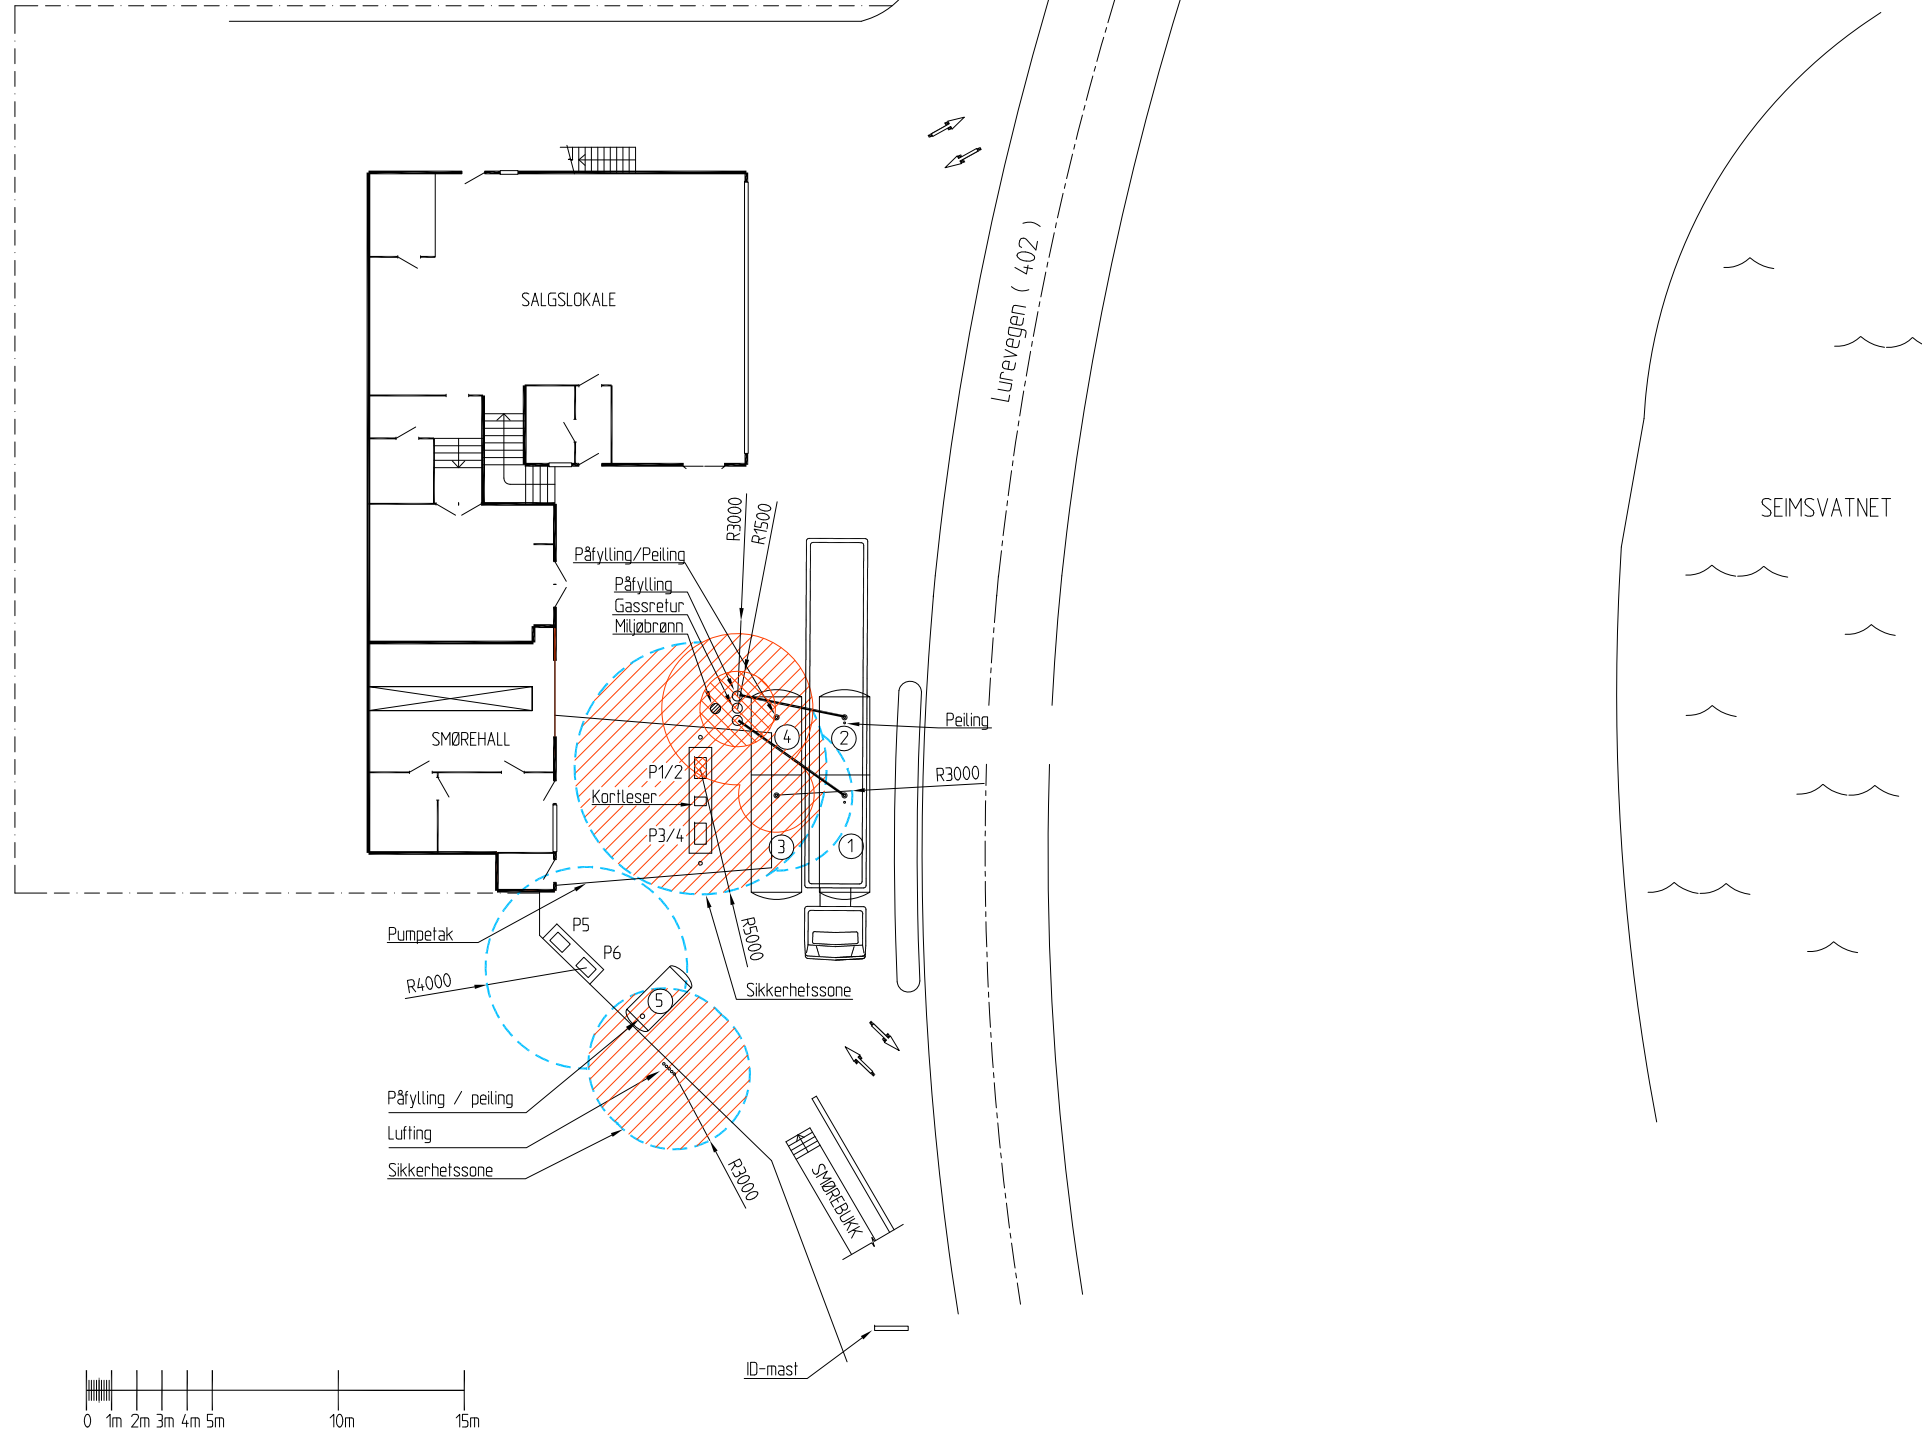 Lurevegen ( 402 )
SALGSLOKALE
SEIMSVATNET
R3000
R1500
Påfylling/Peiling
Påfylling
Gassretur
Miljøbrønn
Peiling
SMØREHALL
4
2
P1/2
R3000
Kortleser
P3/4
3
1
P5
Pumpetak
P6
R5000
R4000
Sikkerhetssone
5
Påfylling / peiling
Lufting
Sikkerhetssone
R3000
SMØREBUKK
ID-mast
0 1m 2m 3m 4m 5m 10m 15m